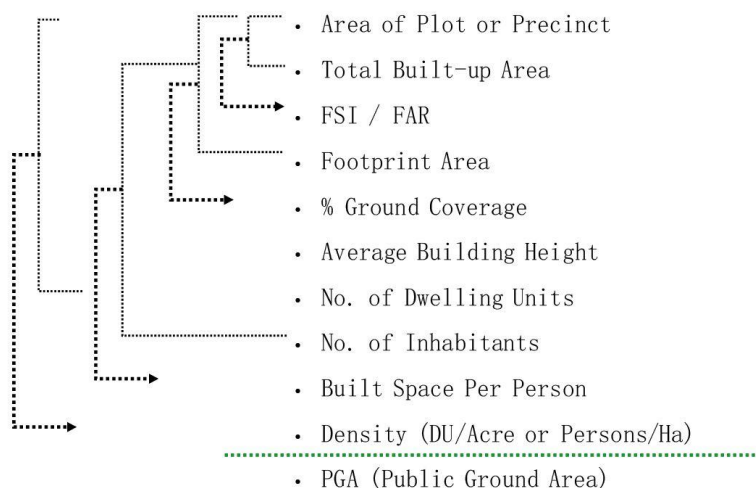 • Area of Plot or Precinct
• Total Built-up Area
• FSI / FAR
• Footprint Area
• % Ground Coverage
• Average Building Height
• No. of Dwelling Units
• No. of Inhabitants
• Built Space Per Person
• Density (DU/Acre or Persons/Ha)
• PGA (Public Ground Area)